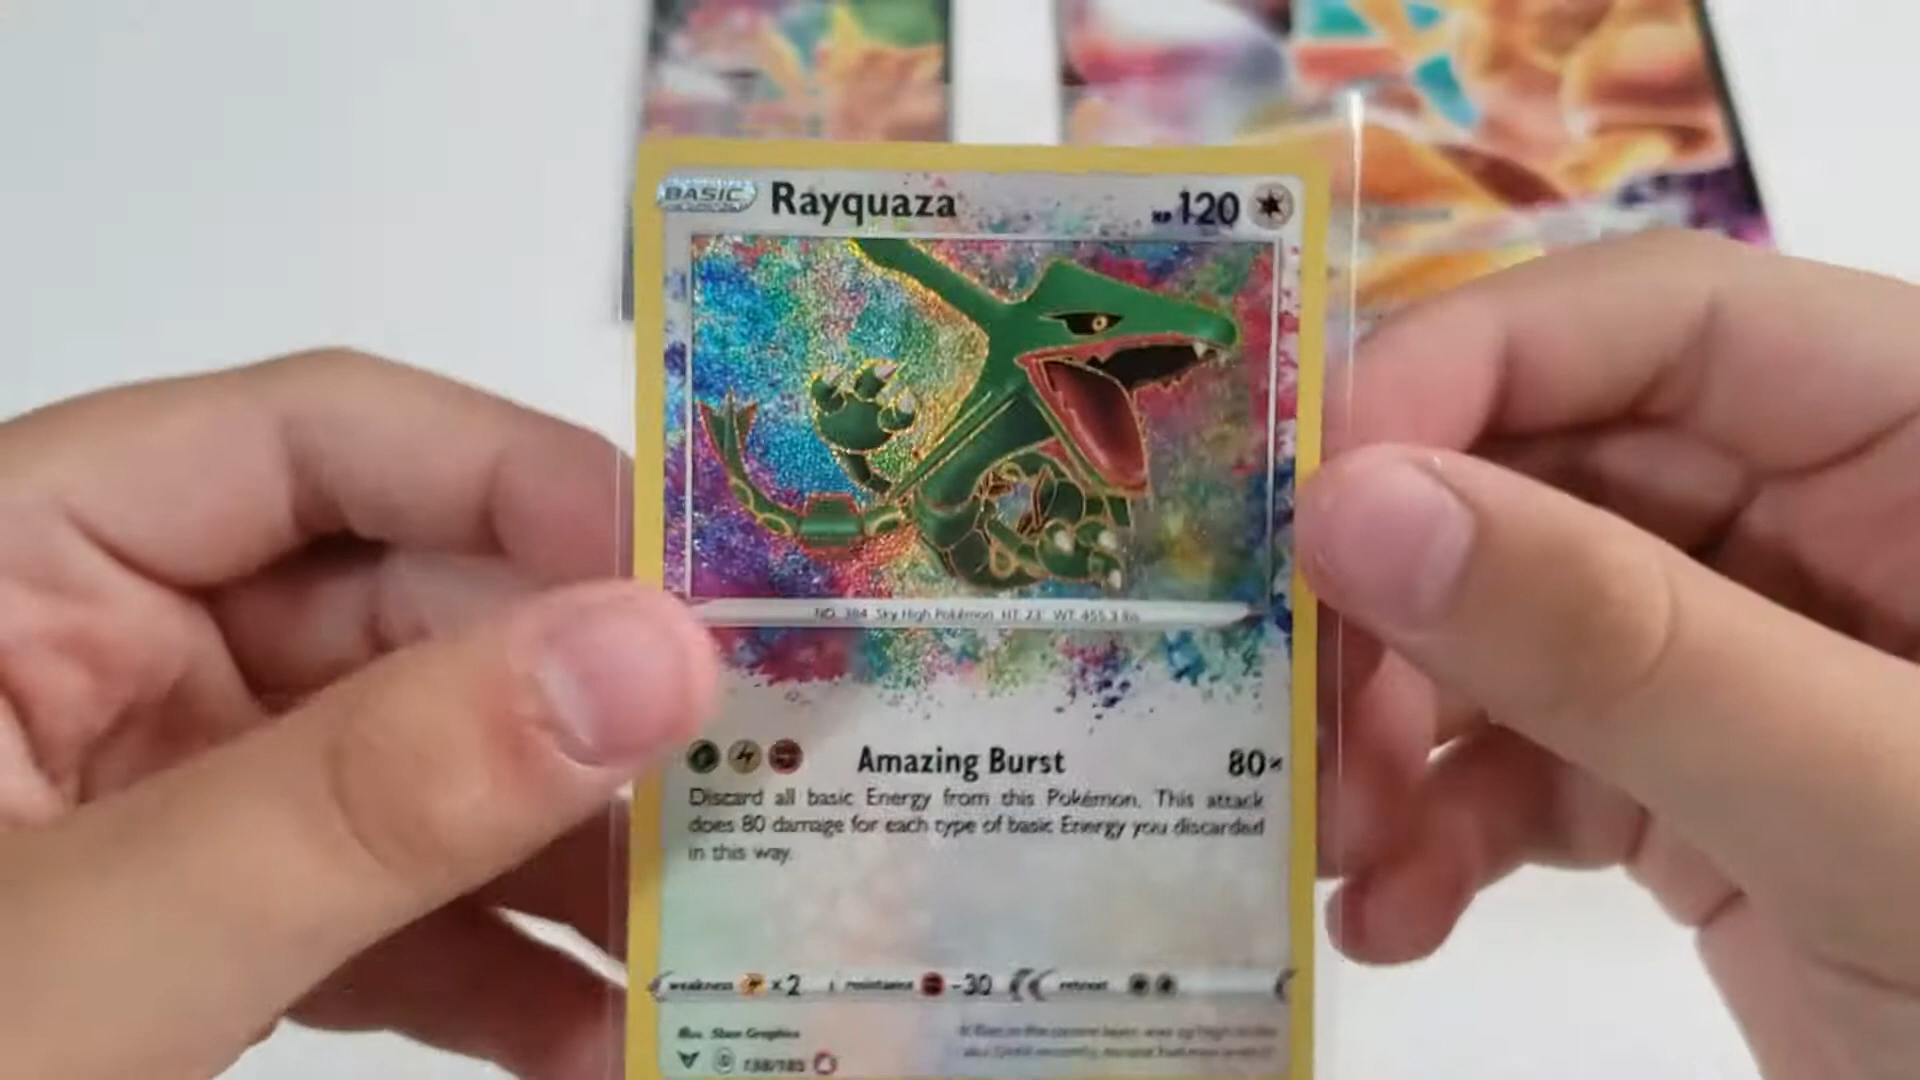 BASIC Rayquaza HP 120
NO. 384 Sky High Pokémon HT: 23' WT: 455.3 lbs.
Amazing Burst 80×
Discard all basic Energy from this Pokémon. This attack
does 80 damage for each type of basic Energy you discarded
in this way.
weakness ×2 resistance -30 retreat
Illus.
138/185